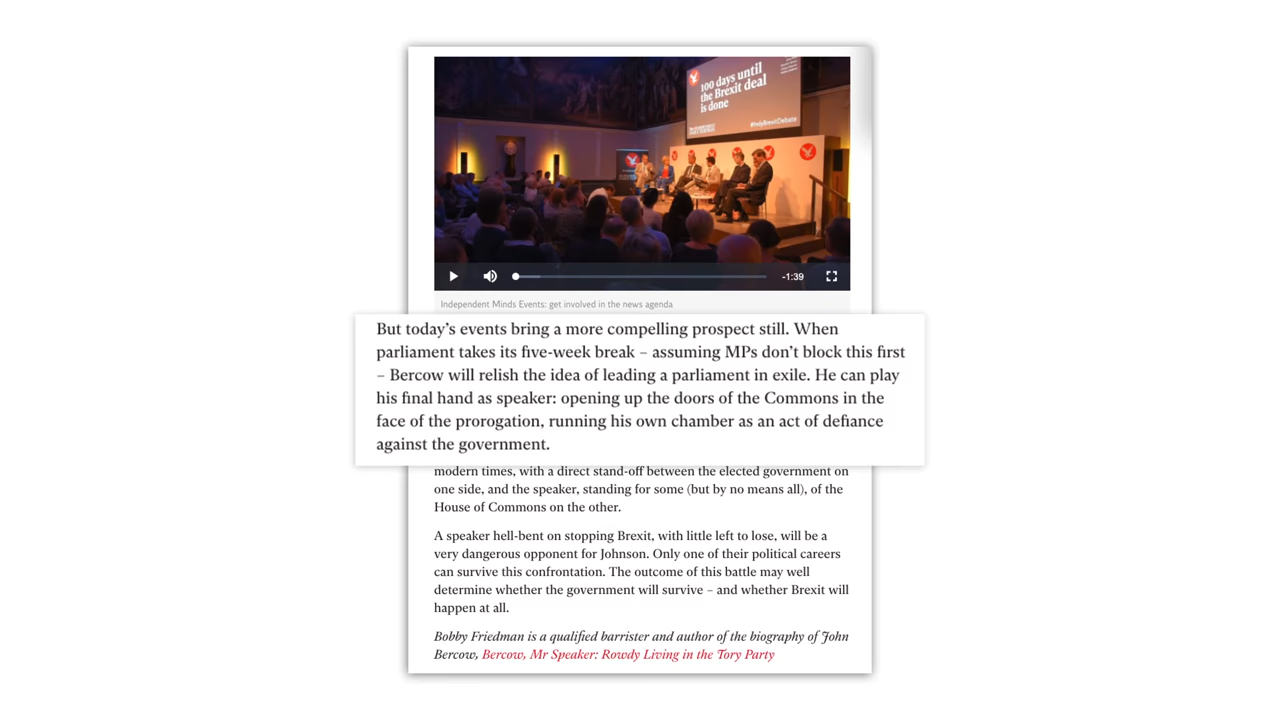 100 days until
the Brexit deal
is done
#IndyBrexitDebate
-1:39
Independent Minds Events: get involved in the news agenda
But today’s events bring a more compelling prospect still. When
parliament takes its five-week break – assuming MPs don’t block this first
– Bercow will relish the idea of leading a parliament in exile. He can play
his final hand as speaker: opening up the doors of the Commons in the
face of the prorogation, running his own chamber as an act of defiance
against the government.
modern times, with a direct stand-off between the elected government on
one side, and the speaker, standing for some (but by no means all), of the
House of Commons on the other.
A speaker hell-bent on stopping Brexit, with little left to lose, will be a
very dangerous opponent for Johnson. Only one of their political careers
can survive this confrontation. The outcome of this battle may well
determine whether the government will survive – and whether Brexit will
happen at all.
Bobby Friedman is a qualified barrister and author of the biography of John
Bercow, Bercow, Mr Speaker: Rowdy Living in the Tory Party